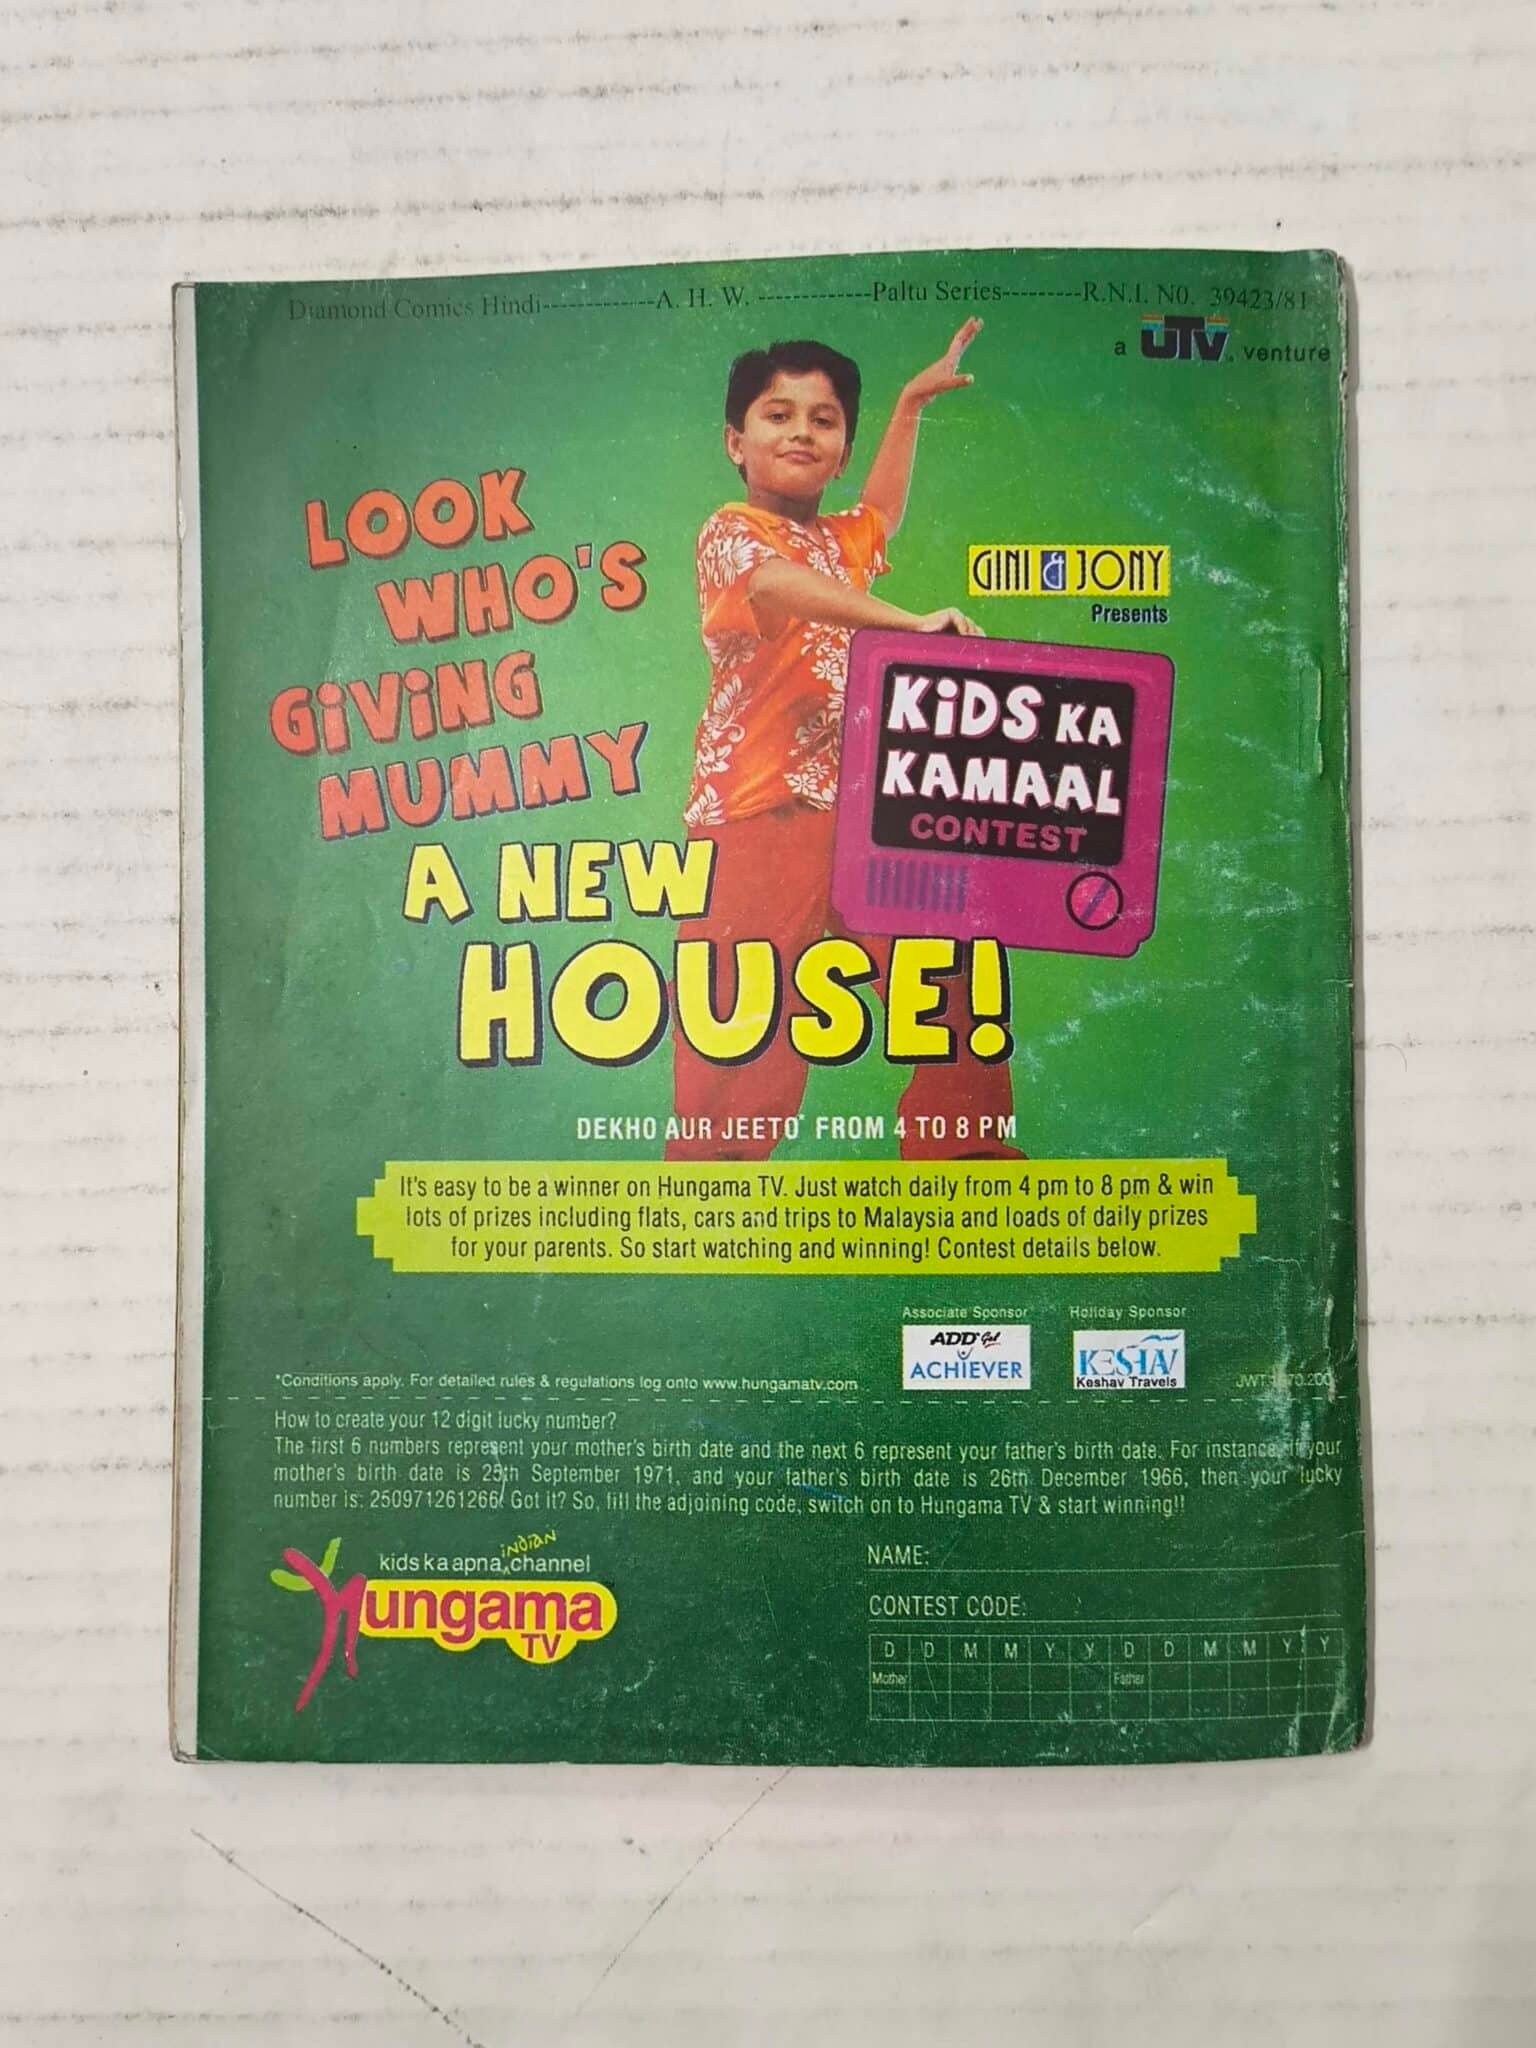 Diamond Comics Hindi------------A. H. W. ------------Paltu Series---------R.N.I. N0. 39423/81
a UTV venture
LOOK
WHO'S
GiViNG
MUMMY
A NEW
HOUSE!
GINI & JONY
Presents
KiDS KA
KAMAAL
CONTEST
DEKHO AUR JEETO* FROM 4 TO 8 PM
It's easy to be a winner on Hungama TV. Just watch daily from 4 pm to 8 pm & win
lots of prizes including flats, cars and trips to Malaysia and loads of daily prizes
for your parents. So start watching and winning! Contest details below.
Associate Sponsor
ADD Gel
ACHIEVER
Holiday Sponsor
KESHAV
Keshav Travels
*Conditions apply. For detailed rules & regulations log onto www.hungamatv.com
How to create your 12 digit lucky number?
The first 6 numbers represent your mother's birth date and the next 6 represent your father's birth date. For instance, if your
mother's birth date is 25th September 1971, and your father's birth date is 26th December 1966, then your lucky
number is: 250971261266. Got it? So, fill the adjoining code, switch on to Hungama TV & start winning!!
kids ka apna indian channel
Hungama
TV
NAME:
CONTEST CODE:
D D M M Y Y D D M M Y Y
Mother Father